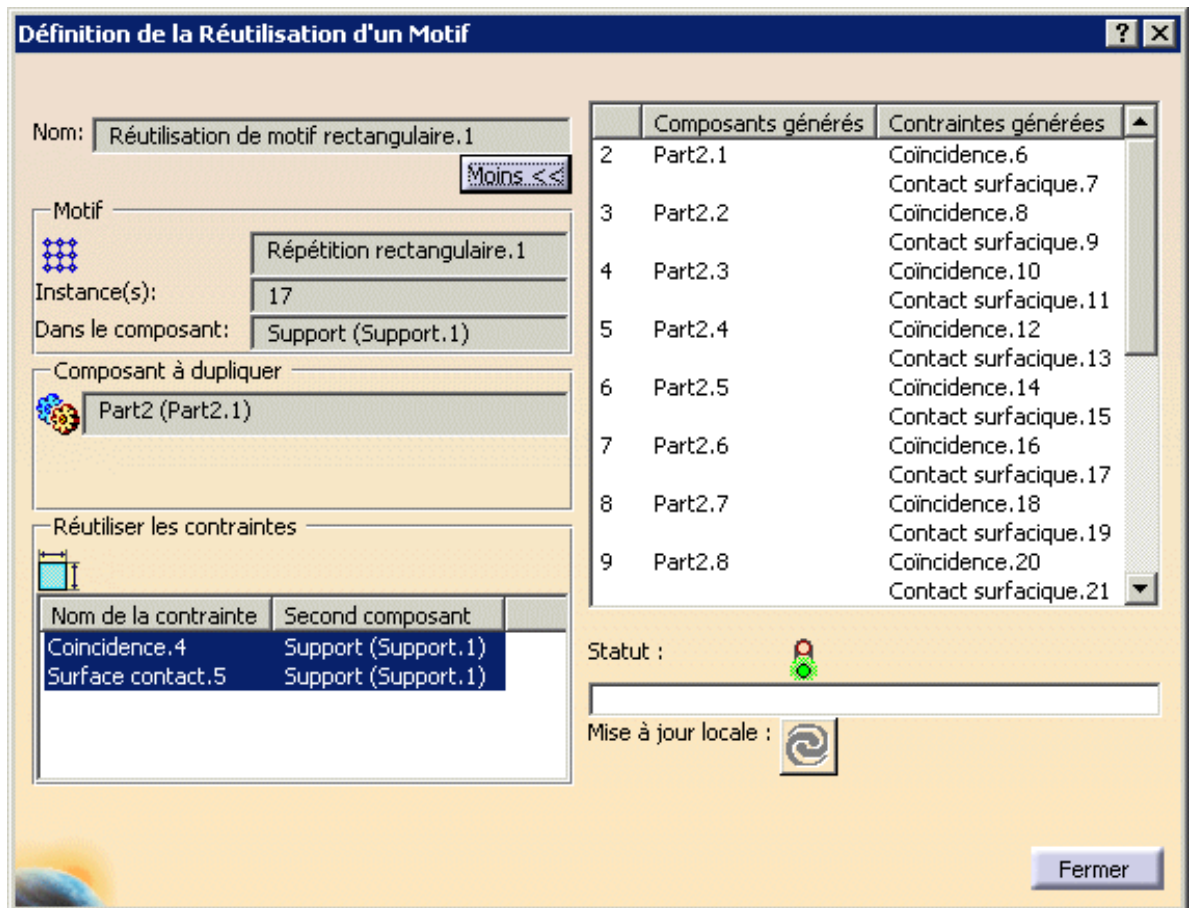 Définition de la Réutilisation d'un Motif
Nom: Réutilisation de motif rectangulaire.1
Moins <<
Motif
Répétition rectangulaire.1
Instance(s): 17
Dans le composant: Support (Support.1)
Composant à dupliquer
Part2 (Part2.1)
Réutiliser les contraintes
Nom de la contrainte Second composant
Coincidence.4 Support (Support.1)
Surface contact.5 Support (Support.1)
Composants générés Contraintes générées
2 Part2.1 Coïncidence.6
Contact surfacique.7
3 Part2.2 Coïncidence.8
Contact surfacique.9
4 Part2.3 Coïncidence.10
Contact surfacique.11
5 Part2.4 Coïncidence.12
Contact surfacique.13
6 Part2.5 Coïncidence.14
Contact surfacique.15
7 Part2.6 Coïncidence.16
Contact surfacique.17
8 Part2.7 Coïncidence.18
Contact surfacique.19
9 Part2.8 Coïncidence.20
Contact surfacique.21
Statut :
Mise à jour locale :
Fermer